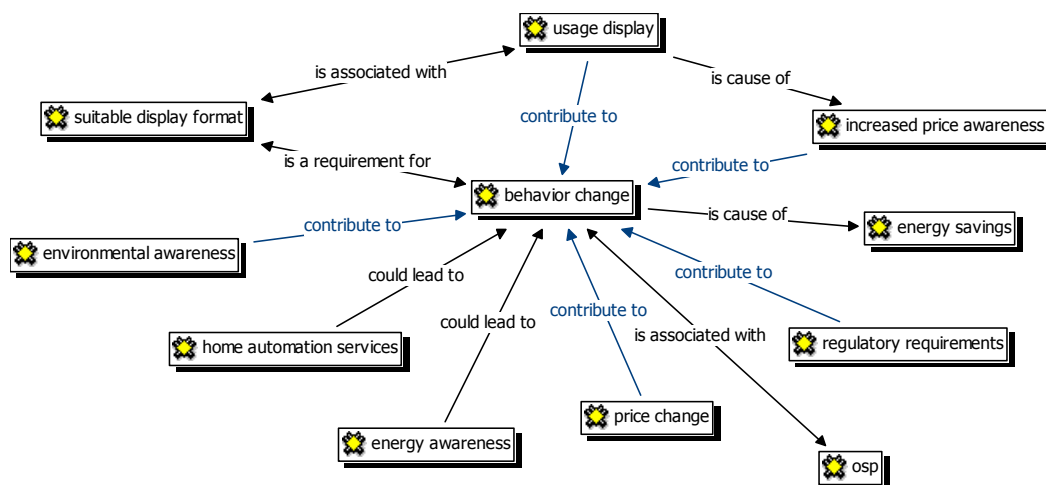 usage display
is associated with
is cause of
suitable display format
contribute to
increased price awareness
is a requirement for
contribute to
behavior change
contribute to
is cause of
energy savings
environmental awareness
could lead to
contribute to
contribute to
could lead to
is associated with
home automation services
regulatory requirements
price change
energy awareness
osp